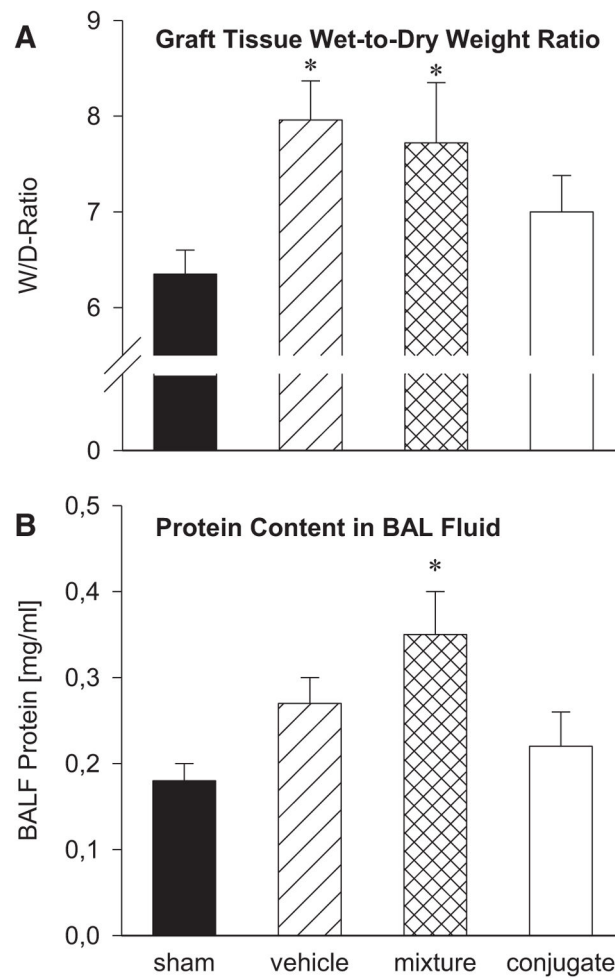 A
Graft Tissue Wet-to-Dry Weight Ratio
9
8
7
6
0
W/D-Ratio
*
*
B
Protein Content in BAL Fluid
0,5
0,4
0,3
0,2
0,1
0,0
BALF Protein [mg/ml]
*
sham vehicle mixture conjugate